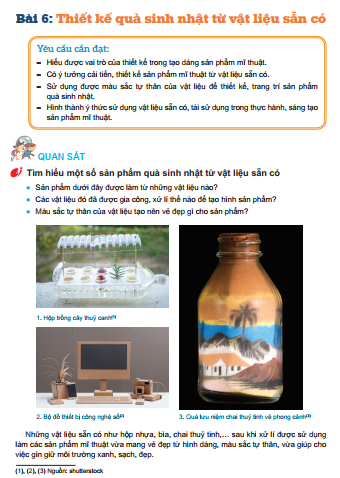 Bài 6: Thiết kế quà sinh nhật từ vật liệu sẵn có
Yêu cầu cần đạt:
– Hiểu được vai trò của thiết kế trong tạo dáng sản phẩm mĩ thuật.
– Có ý tưởng cải tiến, thiết kế sản phẩm mĩ thuật từ vật liệu sẵn có.
– Sử dụng được màu sắc tự thân của vật liệu để thiết kế, trang trí sản phẩm
quà sinh nhật.
– Hình thành ý thức sử dụng vật liệu sẵn có, tái sử dụng trong thực hành, sáng tạo
sản phẩm mĩ thuật.
QUAN SÁT
Tìm hiểu một số sản phẩm quà sinh nhật từ vật liệu sẵn có
• Sản phẩm dưới đây được làm từ những vật liệu nào?
• Các vật liệu đó đã được gia công, xử lí thế nào để tạo hình sản phẩm?
• Màu sắc tự thân của vật liệu tạo nên vẻ đẹp gì cho sản phẩm?
1. Hộp trồng cây thuỷ canh(1)
2. Bộ đồ thiết bị công nghệ số(2)
3. Quà lưu niệm chai thuỷ tinh vẽ phong cảnh(3)
Những vật liệu sẵn có như hộp nhựa, bìa, chai thuỷ tinh,... sau khi xử lí được sử dụng
làm các sản phẩm mĩ thuật vừa mang vẻ đẹp từ hình dáng, màu sắc tự thân, vừa giúp cho
việc gìn giữ môi trường xanh, sạch, đẹp.
(1), (2), (3) Nguồn: shutterstock